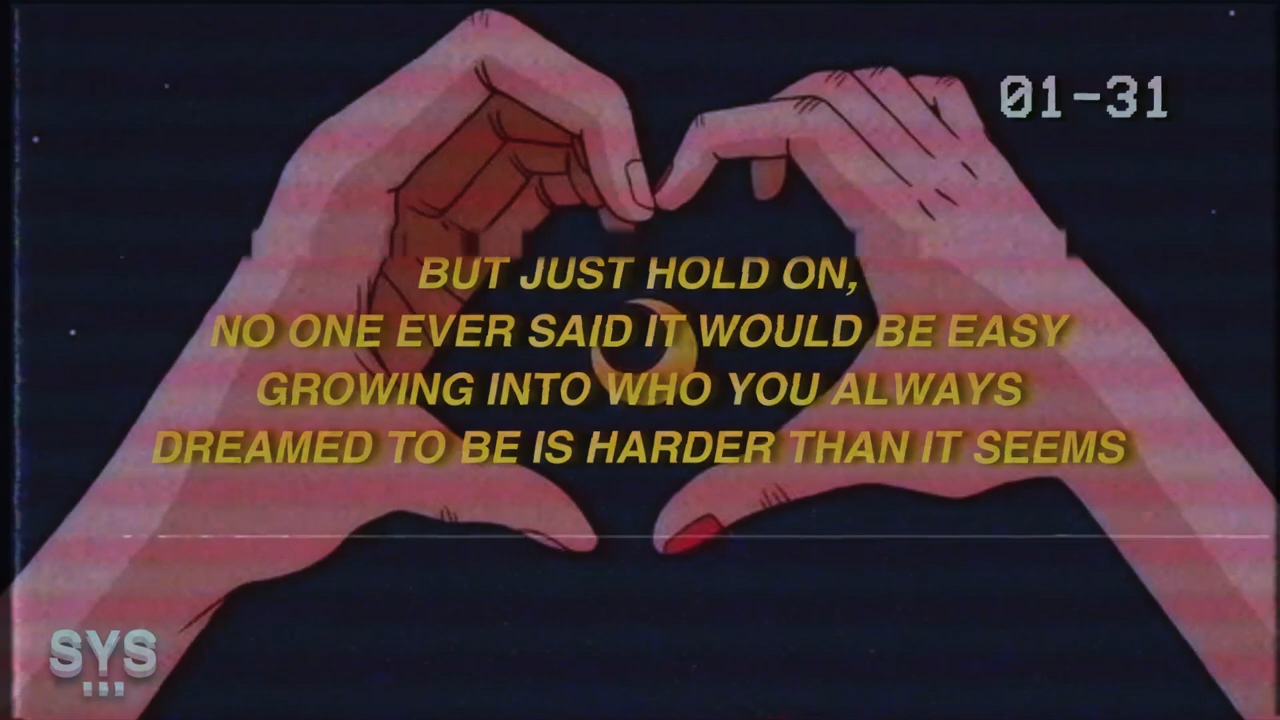 01-31
BUT JUST HOLD ON,
NO ONE EVER SAID IT WOULD BE EASY
GROWING INTO WHO YOU ALWAYS
DREAMED TO BE IS HARDER THAN IT SEEMS
SYS